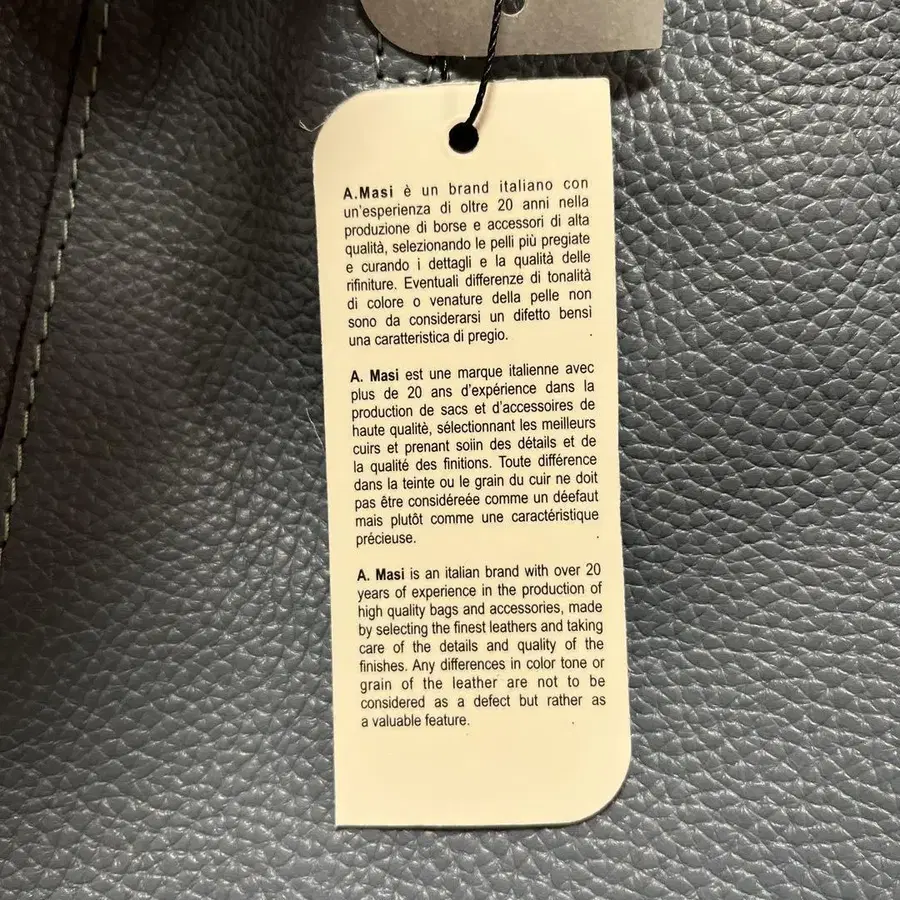 A.Masi è un brand italiano con
un'esperienza di oltre 20 anni nella
produzione di borse e accessori di alta
qualità, selezionando le pelli più pregiate
e curando i dettagli e la qualità delle
rifiniture. Eventuali differenze di tonalità
di colore o venature della pelle non
sono da considerarsi un difetto bensì
una caratteristica di pregio.
A. Masi est une marque italienne avec
plus de 20 ans d'expérience dans la
production de sacs et d'accessoires de
haute qualitè, sélectionnant les meilleurs
cuirs et prenant soiin des détails et de
la qualité des finitions. Toute différence
dans la teinte ou le grain du cuir ne doit
pas être considéreée comme un déefaut
mais plutôt comme une caractéristique
précieuse.
A. Masi is an italian brand with over 20
years of experience in the production of
high quality bags and accessories, made
by selecting the finest leathers and taking
care of the details and quality of the
finishes. Any differences in color tone or
grain of the leather are not to be
considered as a defect but rather as
a valuable feature.